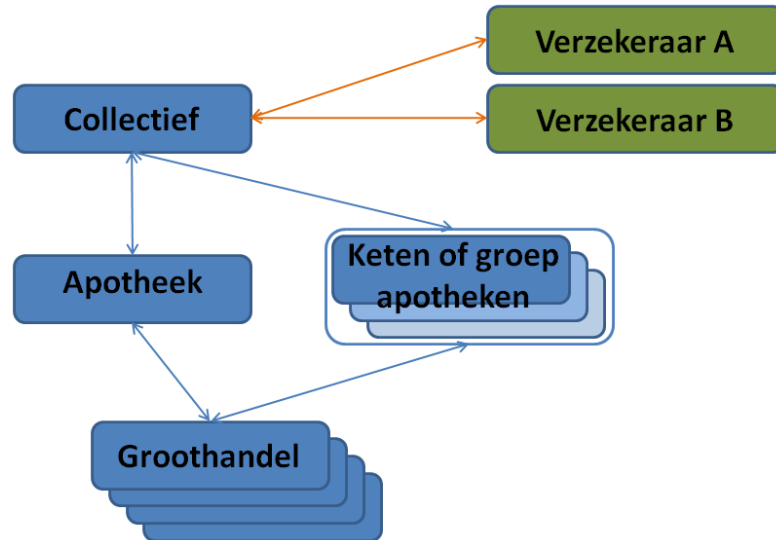 Verzekeraar A
Collectief
Verzekeraar B
Apotheek
Keten of groep
apotheken
Groothandel